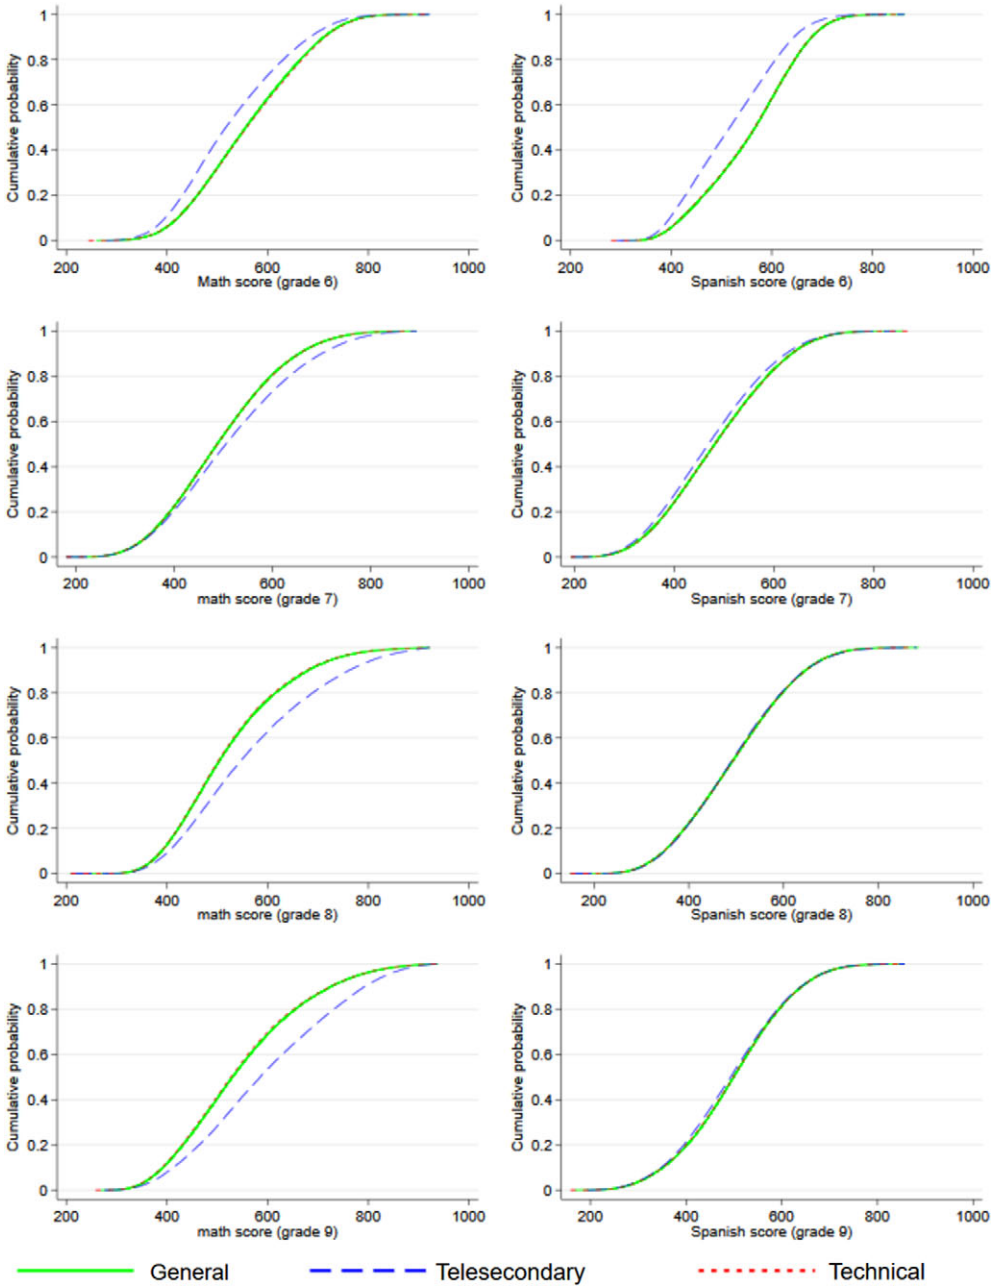 Cumulative probability
1
0.8
0.6
0.4
0.2
0
200 400 600 800 1000
Math score (grade 6)
Cumulative probability
1
0.8
0.6
0.4
0.2
0
200 400 600 800 1000
Spanish score (grade 6)
Cumulative probability
1
0.8
0.6
0.4
0.2
0
200 400 600 800 1000
math score (grade 7)
Cumulative probability
1
0.8
0.6
0.4
0.2
0
200 400 600 800 1000
Spanish score (grade 7)
Cumulative probability
1
0.8
0.6
0.4
0.2
0
200 400 600 800 1000
math score (grade 8)
Cumulative probability
1
0.8
0.6
0.4
0.2
0
200 400 600 800 1000
Spanish score (grade 8)
Cumulative probability
1
0.8
0.6
0.4
0.2
0
200 400 600 800 1000
math score (grade 9)
Cumulative probability
1
0.8
0.6
0.4
0.2
0
200 400 600 800 1000
Spanish score (grade 9)
General Telesecondary Technical